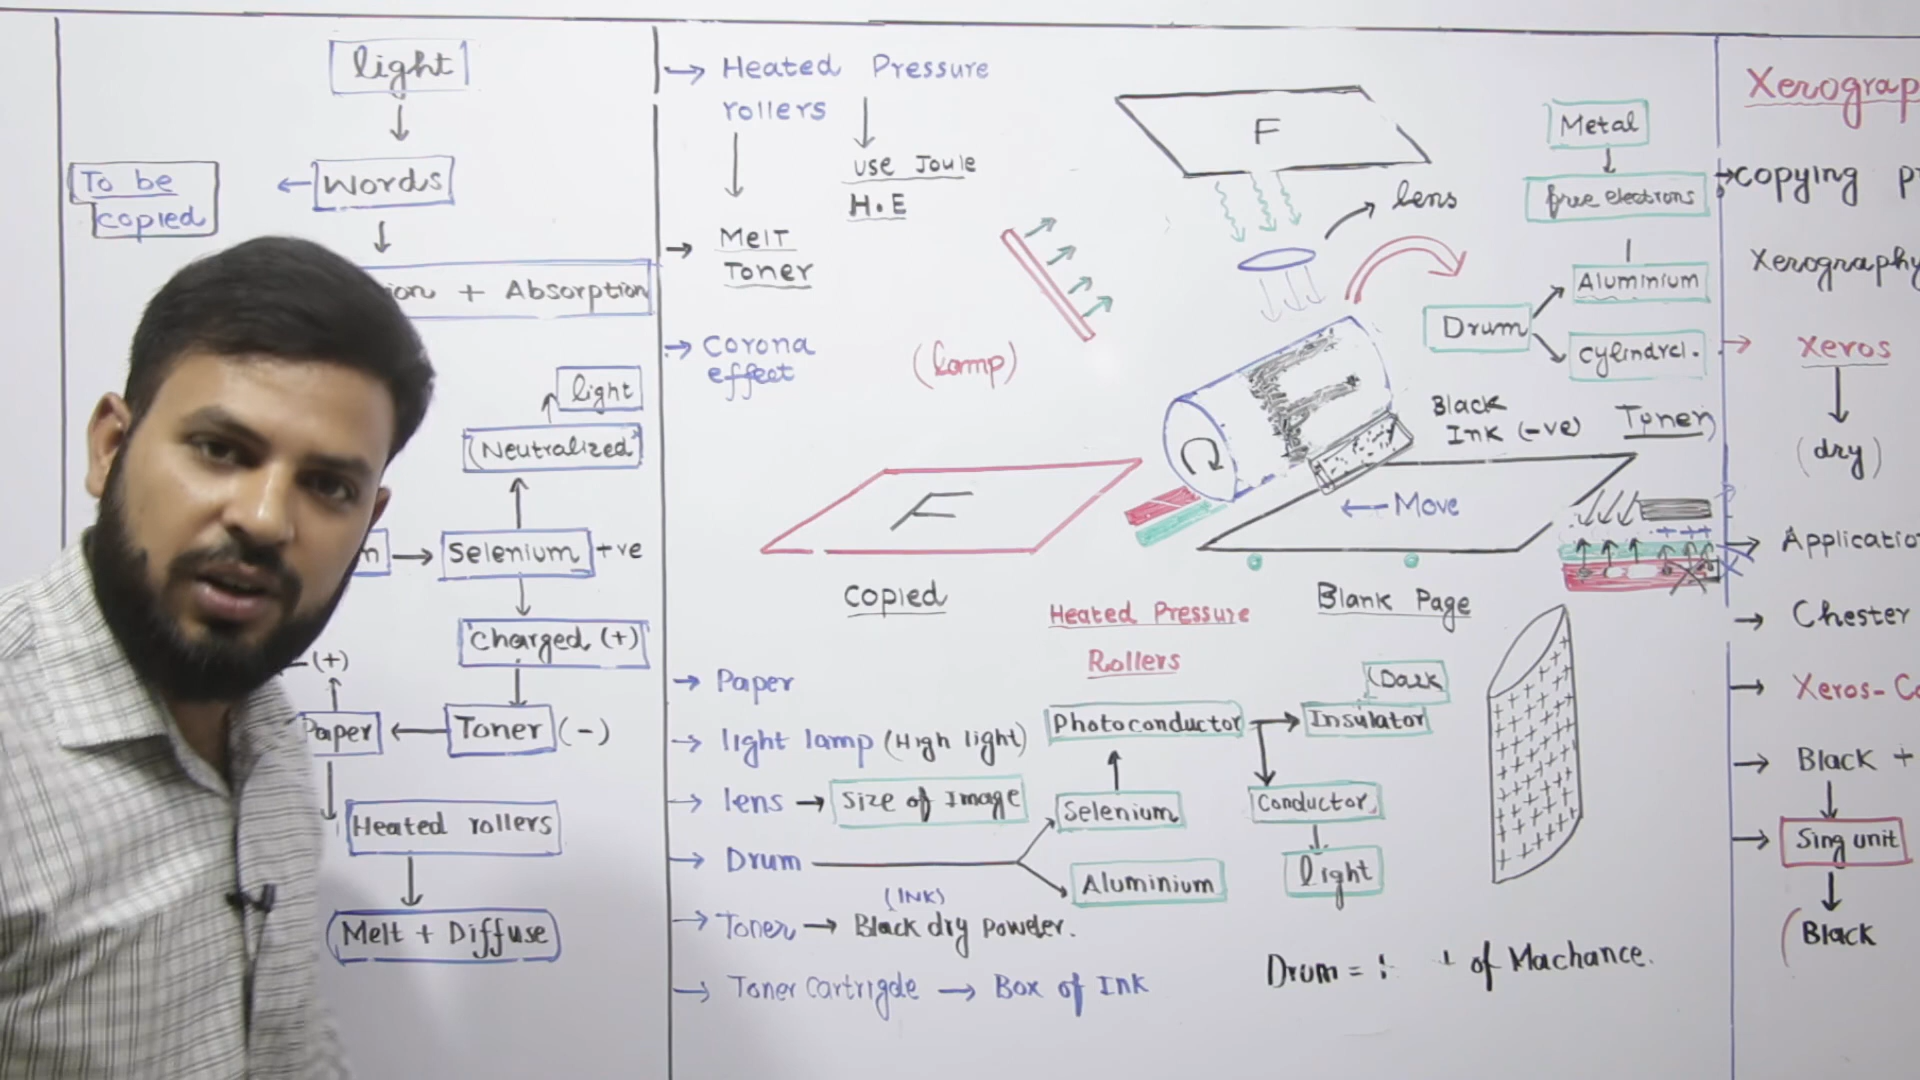 light
Words
To be
copied
ion + Absorption
light
Neutralized
Selenium +ve
Charged (+)
(+)
Paper
Toner (-)
Heated rollers
Melt + Diffuse
Heated Pressure
rollers
use Joule
H.E
Melt
Toner
Corona
effect
(lamp)
F
lens
Metal
free electrons
Aluminium
Drum
Black
Ink (-ve)
Toner
F
Move
Copied
Heated Pressure
Rollers
Blank Page
Paper
light lamp (High light)
lens → Size of Image
Drum
Selenium
Aluminium
Photoconductor
Dark
Insulator
Conductor
light
(INK)
Toner → Black dry Powder.
Toner Cartrigde → Box of Ink
Drum =
of Machance.
copying
Xerography
Xeros
(dry)
Chester
Xeros-
Black +
Sing unit
(Black